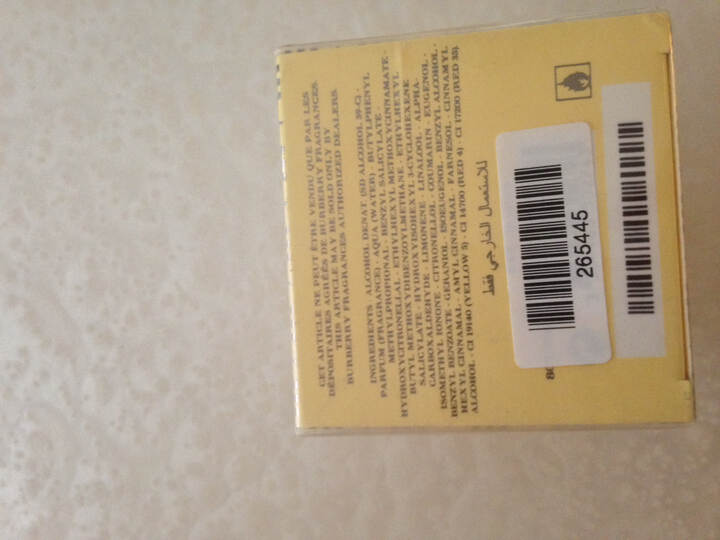 CET ARTICLE NE PEUT ÊTRE VENDU QUE PAR LES
DÉPOSITAIRES AGRÉÉS DE BURBERRY FRAGRANCES
THIS ARTICLE MAY BE SOLD ONLY BY
BURBERRY FRAGRANCES AUTHORIZED DEALERS
INGREDIENTS ALCOHOL DENAT. (SD ALCOHOL 39-C) -
PARFUM (FRAGRANCE) - AQUA (WATER) - BUTYLPHENYL
METHYLPROPIONAL - BENZYL SALICYLATE -
HYDROXYCITRONELLAL - ETHYLHEXYL METHOXYCINNAMATE -
BUTYL METHOXYDIBENZOYLMETHANE - ETHYLHEXYL
SALICYLATE - HYDROXYISOHEXYL 3-CYCLOHEXENE
CARBOXALDEHYDE - LIMONENE - LINALOOL - ALPHA-
ISOMETHYL IONONE - CITRONELLOL - COUMARIN - EUGENOL -
BENZYL BENZOATE - GERANIOL - ISOEUGENOL - BENZYL ALCOHOL -
HEXYL CINNAMAL - AMYL CINNAMAL - FARNESOL - CINNAMYL
ALCOHOL - CI 19140 (YELLOW 5) - CI 14700 (RED 4) - CI 17200 (RED 33)
للاستعمال الخارجي فقط
265445